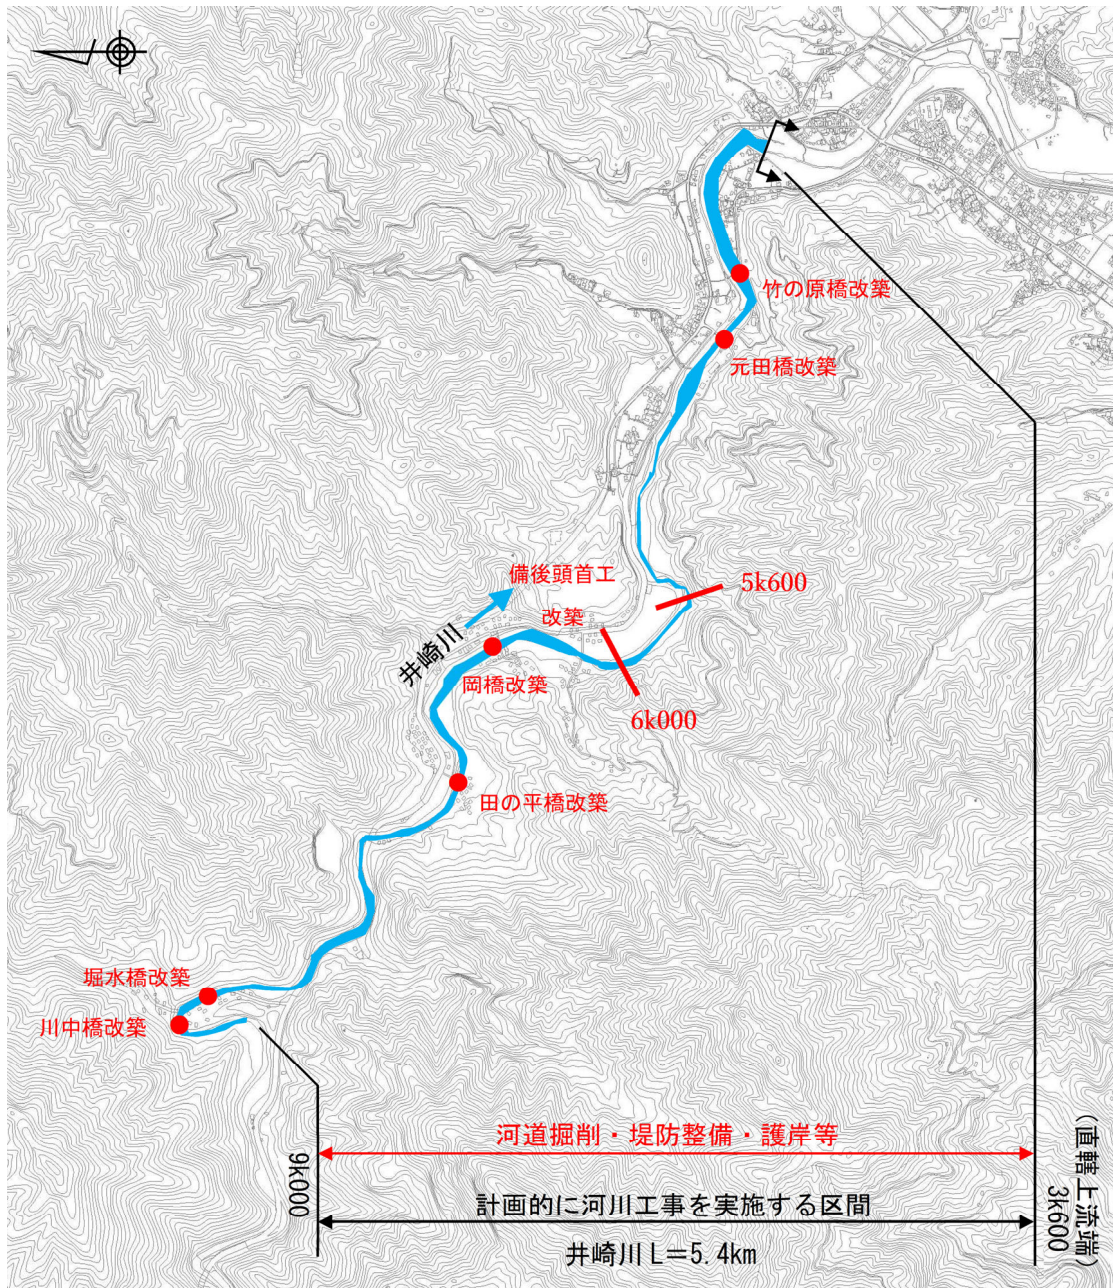 竹の原橋改築
元田橋改築
備後頭首工
改築
5k600
井崎川
岡橋改築
6k000
田の平橋改築
堀水橋改築
川中橋改築
河道掘削・堤防整備・護岸等
9k000
計画的に河川工事を実施する区間
井崎川L=5.4km
(直轄上流端)
3k600